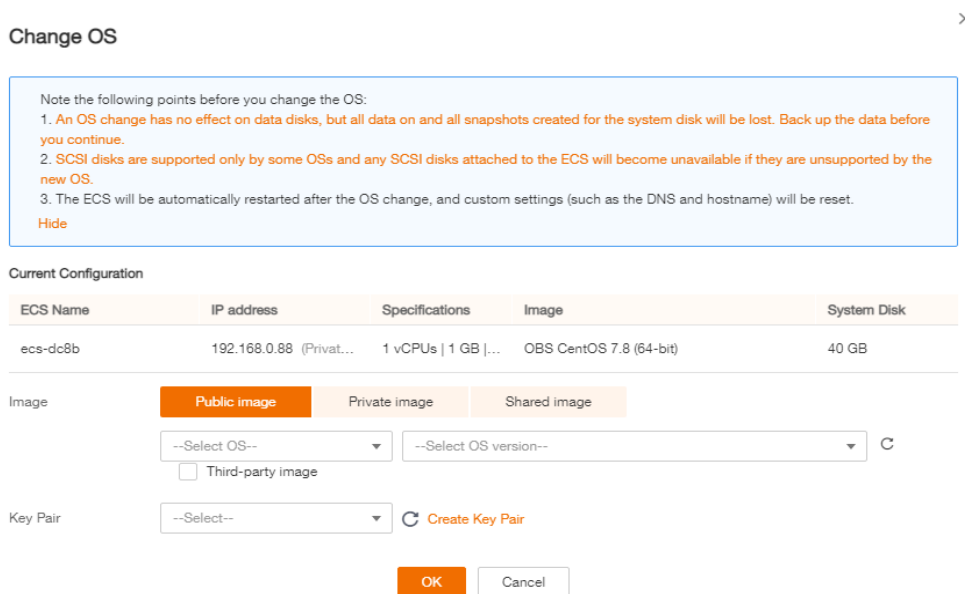 Change OS
Note the following points before you change the OS:
1. An OS change has no effect on data disks, but all data on and all snapshots created for the system disk will be lost. Back up the data before
you continue.
2. SCSI disks are supported only by some OSs and any SCSI disks attached to the ECS will become unavailable if they are unsupported by the
new OS.
3. The ECS will be automatically restarted after the OS change, and custom settings (such as the DNS and hostname) will be reset.
Hide
Current Configuration
ECS Name IP address Specifications Image System Disk
ecs-dc8b 192.168.0.88 (Privat... 1 vCPUs | 1 GB |... OBS CentOS 7.8 (64-bit) 40 GB
Image Public image Private image Shared image
--Select OS-- --Select OS version--
Third-party image
Key Pair --Select-- Create Key Pair
OK Cancel